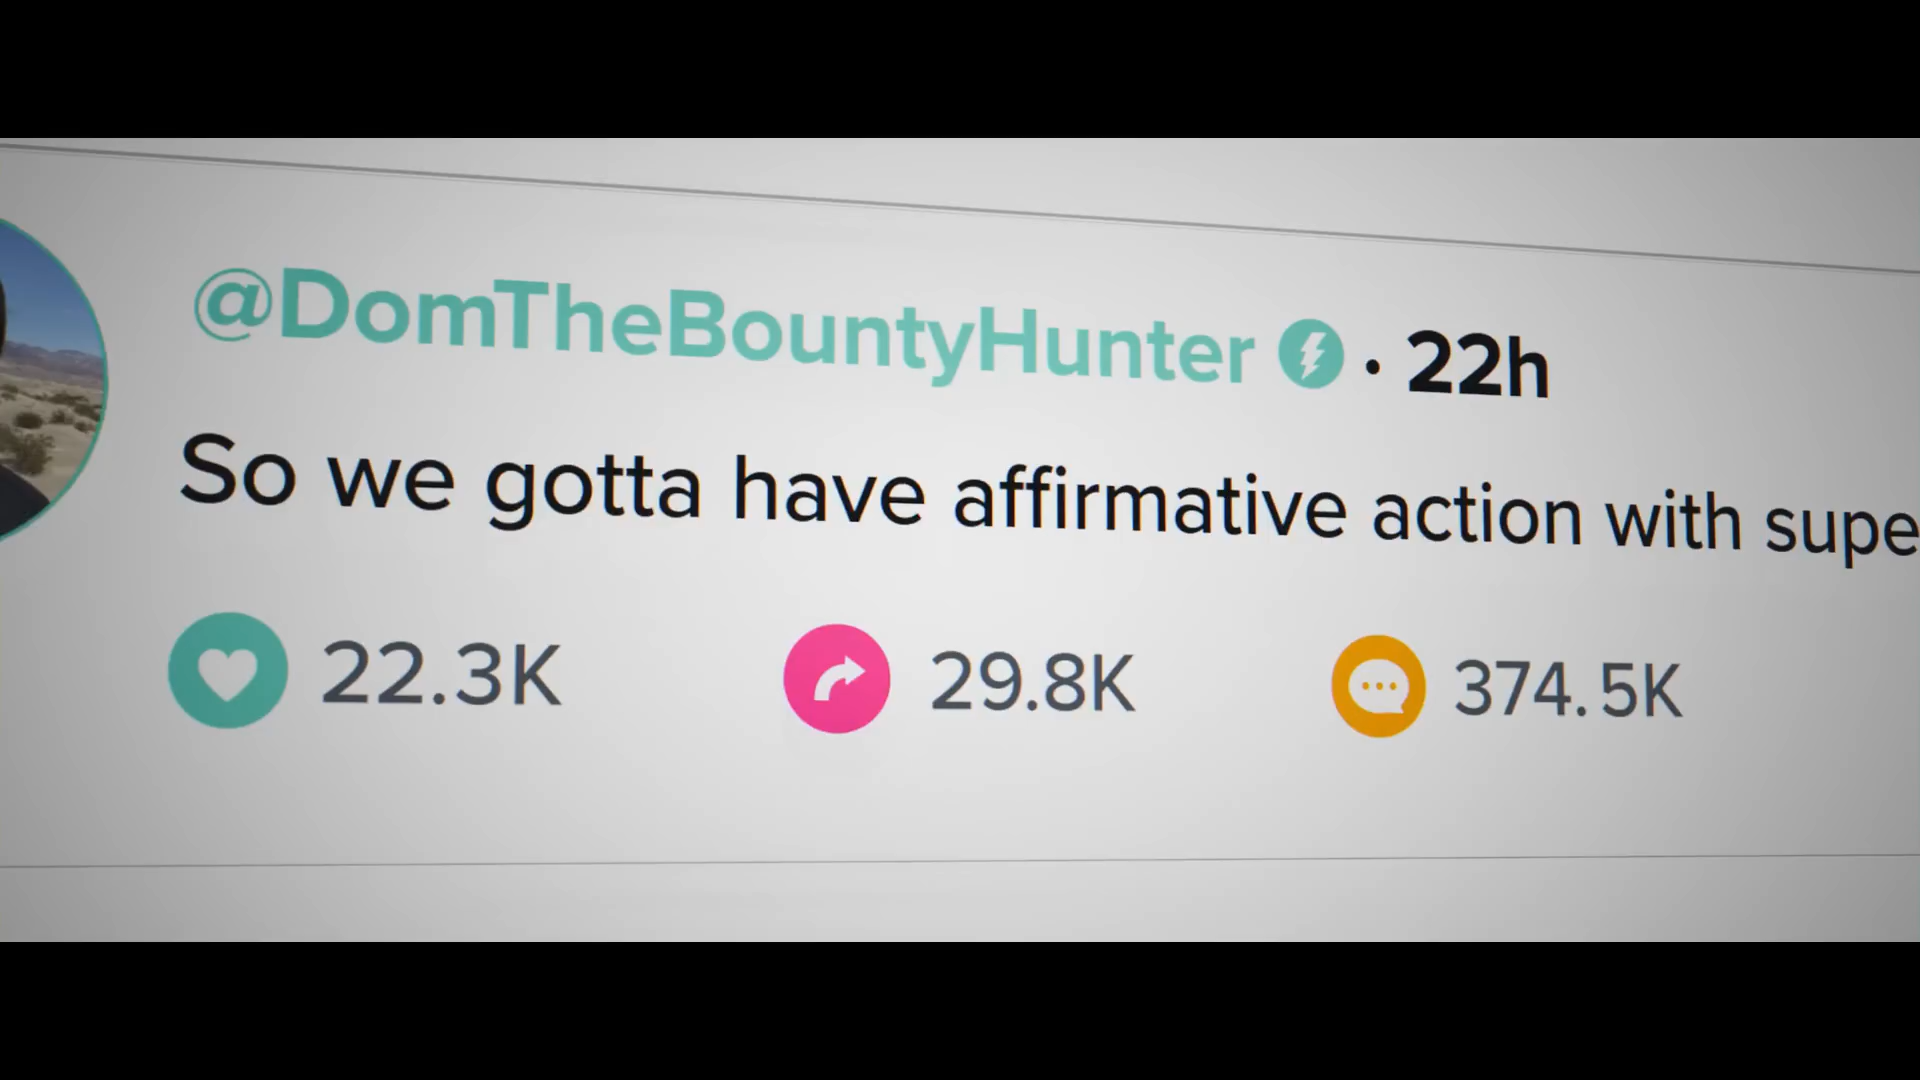 @DomTheBountyHunter · 22h
So we gotta have affirmative action with supe
22.3K 29.8K 374.5K